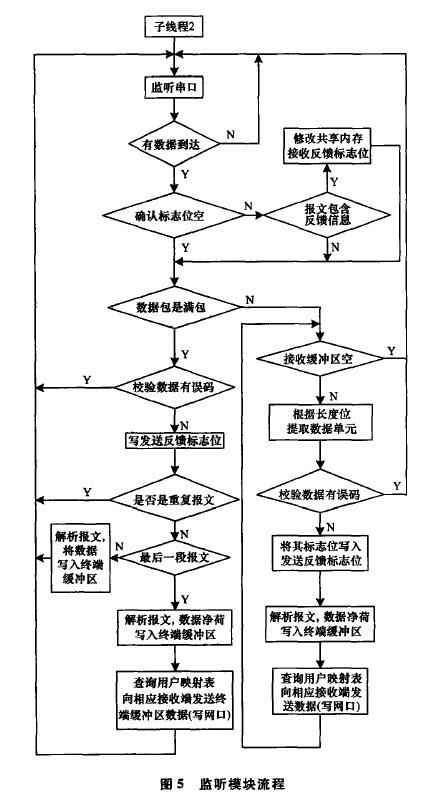 子线程2
监听串口
有数据到达
N
Y
修改共享内存
接收反馈标志位
确认标志位空
N
Y
报文包含
反馈信息
Y
N
数据包是满包
N
Y
接收缓冲区空
Y
N
校验数据有误码
Y
N
根据长度位
提取数据单元
写发送反馈标志位
校验数据有误码
Y
N
是否是重复报文
Y
N
解析报文,
将数据
写入终端
缓冲区
N
最后一段报文
Y
将其标志位写入
发送反馈标志位
解析报文,数据净荷
写入终端缓冲区
解析报文,数据净荷
写入终端缓冲区
查询用户映射表
向相应接收端发送终
端缓冲区数据(写网口)
查询用户映射表
向相应接收端发
送数据(写网口)
图5 监听模块流程